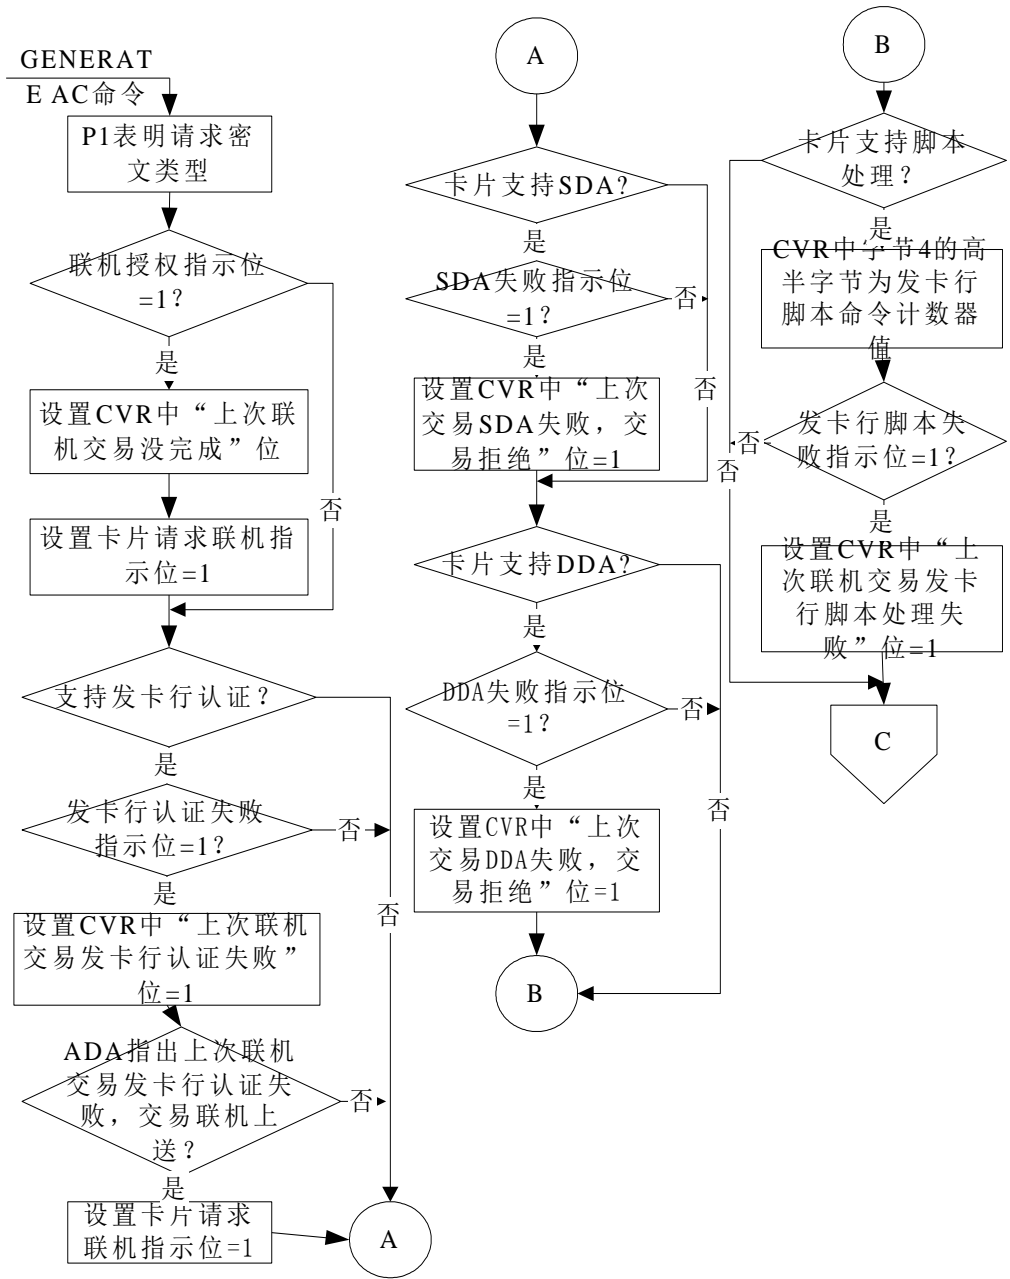 GENERAT
E AC命令
P1表明请求密
文类型
联机授权指示位
=1？
是
设置CVR中“上次联
机交易没完成”位
否
设置卡片请求联机指
示位=1
支持发卡行认证？
是
发卡行认证失败
指示位=1？
否
是
否
设置CVR中“上次联机
交易发卡行认证失败”
位=1
ADA指出上次联机
交易发卡行认证失
败，交易联机上
送？
否
是
设置卡片请求
联机指示位=1
A
A
卡片支持SDA？
是
SDA失败指示位
=1？
否
是
否
设置CVR中“上次
交易SDA失败，交
易拒绝”位=1
卡片支持DDA？
是
DDA失败指示位
=1？
否
是
否
设置CVR中“上次
交易DDA失败，交
易拒绝”位=1
B
B
卡片支持脚本
处理？
是
CVR中字节4的高
半字节为发卡行
脚本命令计数器
值
发卡行脚本失
败指示位=1？
否
否
是
设置CVR中“上
次联机交易发卡
行脚本处理失
败”位=1
C